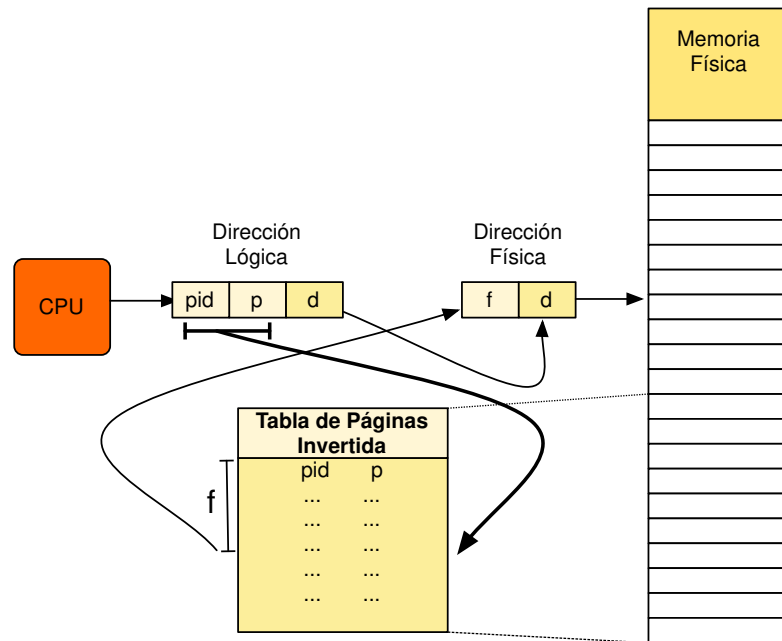 Memoria
Física
Dirección
Lógica
Dirección
Física
CPU
pid p d
f d
Tabla de Páginas
Invertida
pid p
... ...
... ...
... ...
... ...
... ...
f